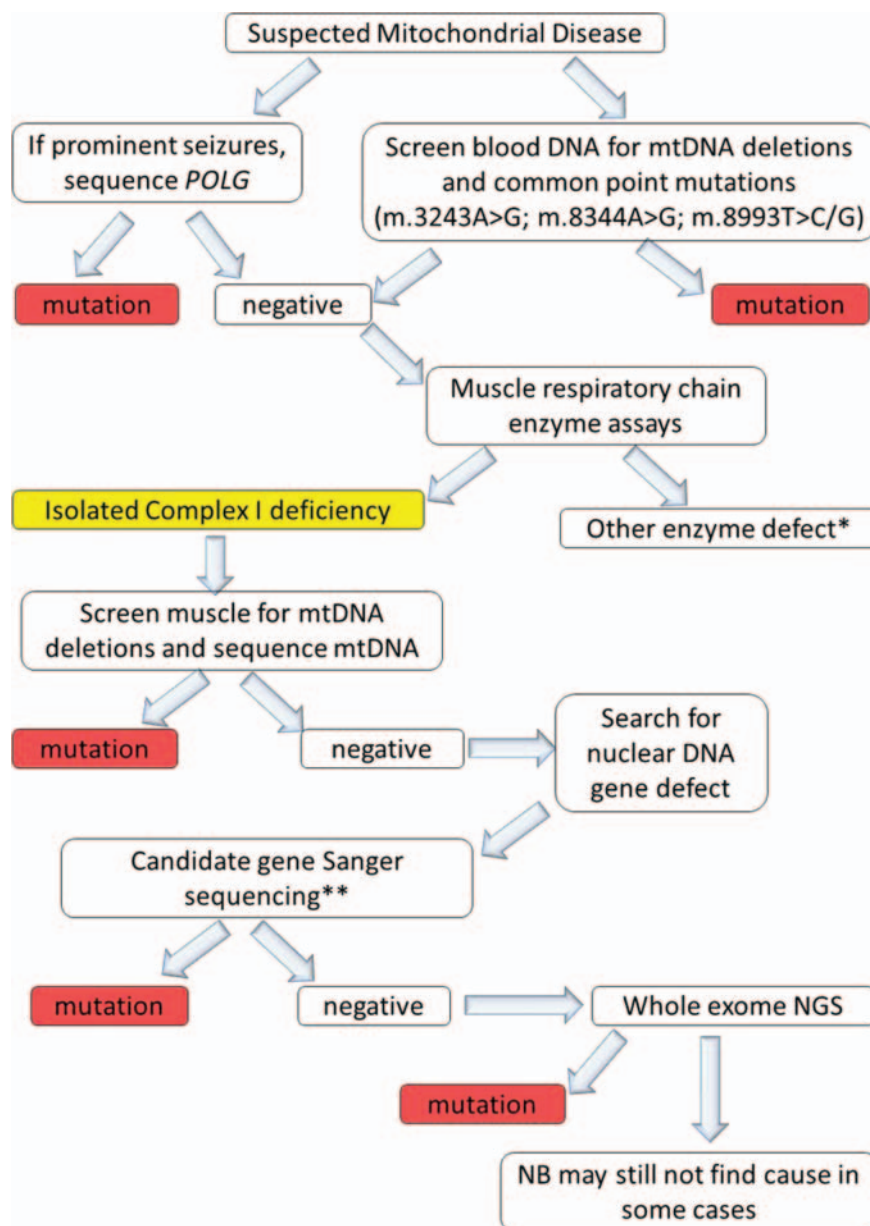 Suspected Mitochondrial Disease
If prominent seizures,
sequence POLG
Screen blood DNA for mtDNA deletions
and common point mutations
(m.3243A>G; m.8344A>G; m.8993T>C/G)
mutation
negative
mutation
Muscle respiratory chain
enzyme assays
Isolated Complex I deficiency
Other enzyme defect*
Screen muscle for mtDNA
deletions and sequence mtDNA
mutation
negative
Search for
nuclear DNA
gene defect
Candidate gene Sanger
sequencing**
mutation
negative
Whole exome NGS
mutation
NB may still not find cause in
some cases